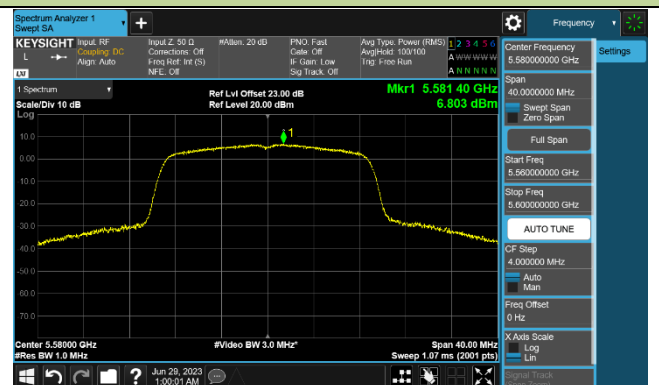 Spectrum Analyzer 1
Swept SA
+
Frequency
KEYSIGHT
L
LXI
Input: RF
Coupling: DC
Align: Auto
Input Z: 50 Ω
Corrections: Off
Freq Ref: Int (S)
NFE: Off
#Atten: 20 dB
PNO: Fast
Gate: Off
IF Gain: Low
Sig Track: Off
Avg Type: Power (RMS)
Avg|Hold: 100/100
Trig: Free Run
1 2 3 4 5 6
A W W W W W
A N N N N N
1 Spectrum
Scale/Div 10 dB
Log
Ref Lvl Offset 23.00 dB
Ref Level 20.00 dBm
Mkr1 5.581 40 GHz
6.803 dBm
1
10.0
0.00
-10.0
-20.0
-30.0
-40.0
-50.0
-60.0
-70.0
Center 5.58000 GHz
#Res BW 1.0 MHz
#Video BW 3.0 MHz*
Span 40.00 MHz
Sweep 1.07 ms (2001 pts)
Jun 29, 2023
1:00:01 AM
Center Frequency
5.580000000 GHz
Span
40.0000000 MHz
Swept Span
Zero Span
Full Span
Start Freq
5.560000000 GHz
Stop Freq
5.600000000 GHz
AUTO TUNE
CF Step
4.000000 MHz
Auto
Man
Freq Offset
0 Hz
X Axis Scale
Log
Lin
Signal Track
Settings